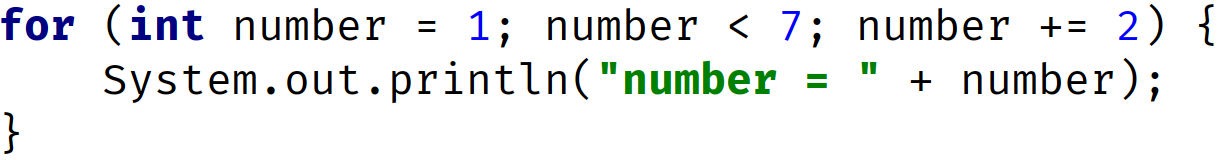 for (int number = 1; number < 7; number += 2) {
    System.out.println("number = " + number);
}